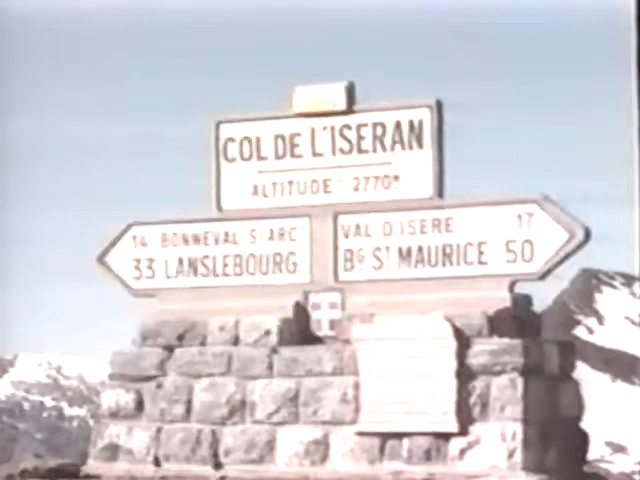 COL DE L'ISERAN
ALTITUDE : 2770m
14 BONNEVAL S ARC
33 LANSLEBOURG
VAL D'ISERE 17
Bg St MAURICE 50